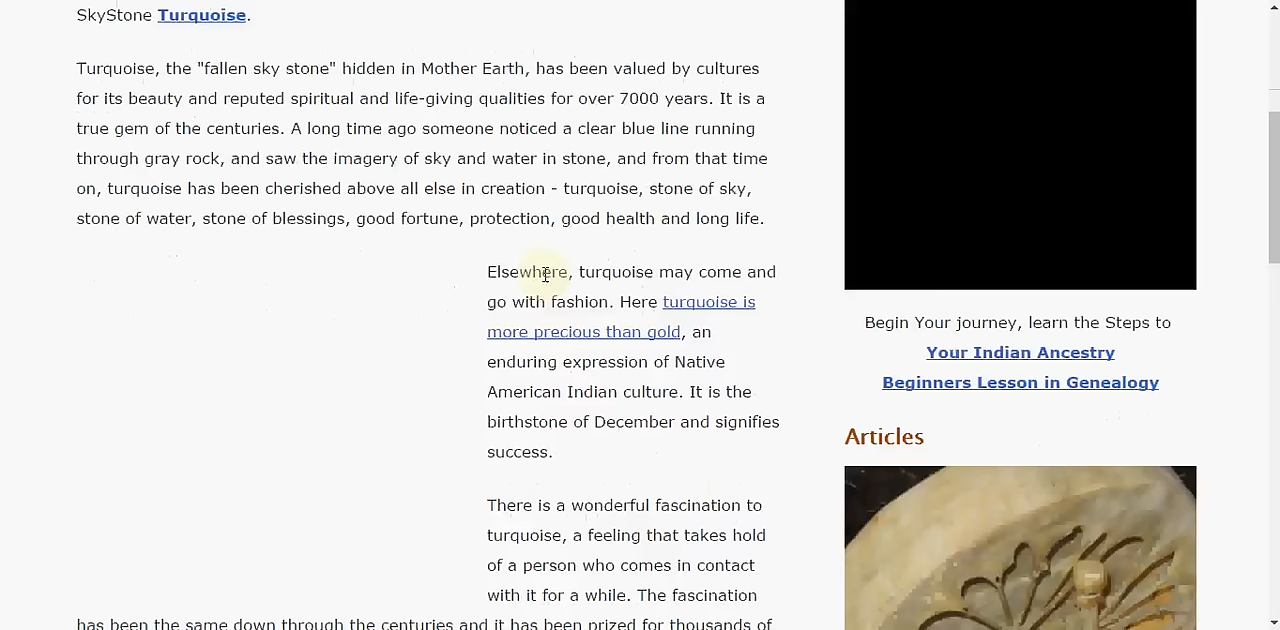 SkyStone Turquoise.
Turquoise, the "fallen sky stone" hidden in Mother Earth, has been valued by cultures
for its beauty and reputed spiritual and life-giving qualities for over 7000 years. It is a
true gem of the centuries. A long time ago someone noticed a clear blue line running
through gray rock, and saw the imagery of sky and water in stone, and from that time
on, turquoise has been cherished above all else in creation - turquoise, stone of sky,
stone of water, stone of blessings, good fortune, protection, good health and long life.
Elsewhere, turquoise may come and
go with fashion. Here turquoise is
more precious than gold, an
enduring expression of Native
American Indian culture. It is the
birthstone of December and signifies
success.
There is a wonderful fascination to
turquoise, a feeling that takes hold
of a person who comes in contact
with it for a while. The fascination
has been the same down through the centuries and it has been prized for thousands of
Begin Your journey, learn the Steps to
Your Indian Ancestry
Beginners Lesson in Genealogy
Articles